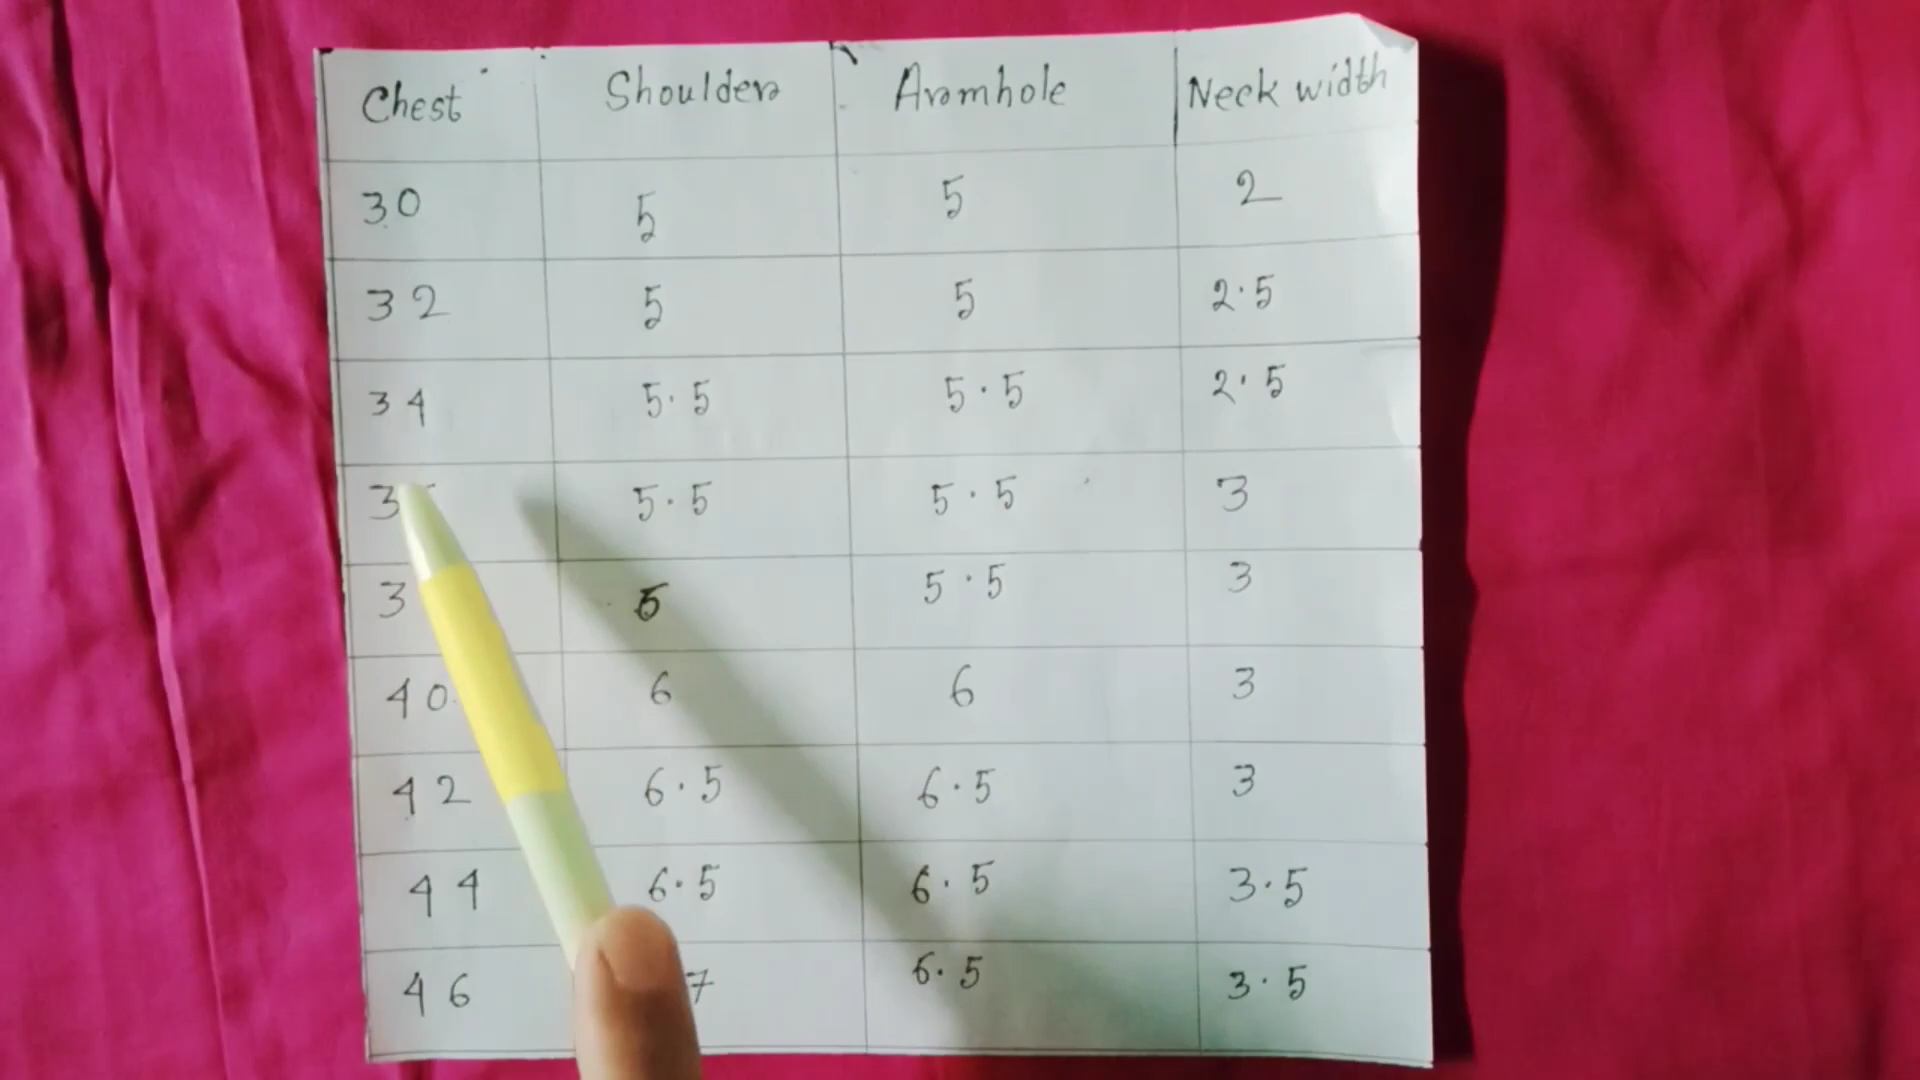 Chest Shoulder Armhole Neck width
30 5 5 2
32 5 5 2.5
34 5.5 5.5 2.5
5.5 5.5 3
5.5 3
40 6 6 3
42 6.5 6.5 3
44 6.5 6.5 3.5
46 7 6.5 3.5